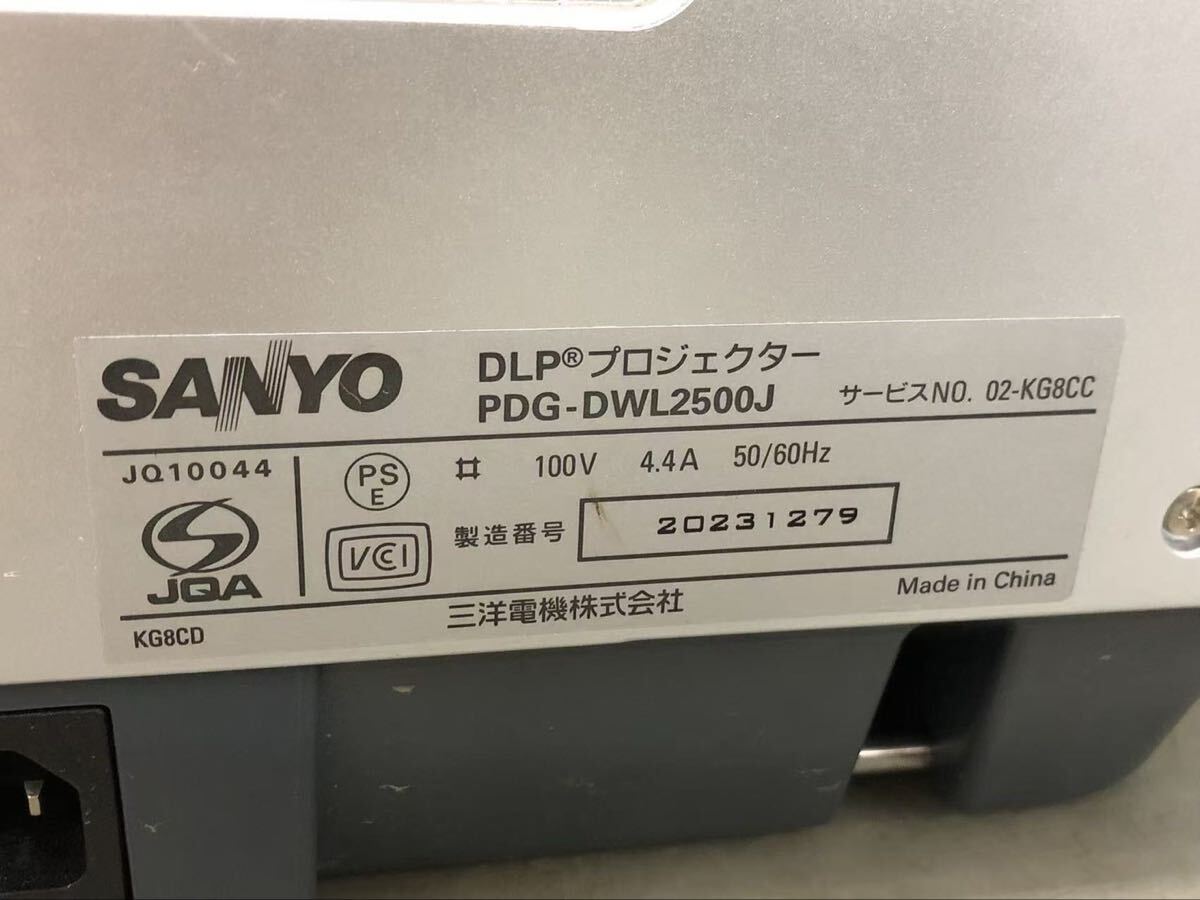 SANYO
DLP®プロジェクター
PDG-DWL2500J
サービスNO. 02-KG8CC
JQ10044
JQA
PS
E
100V 4.4A 50/60Hz
VCCI
製造番号 20231279
KG8CD
三洋電機株式会社
Made in China